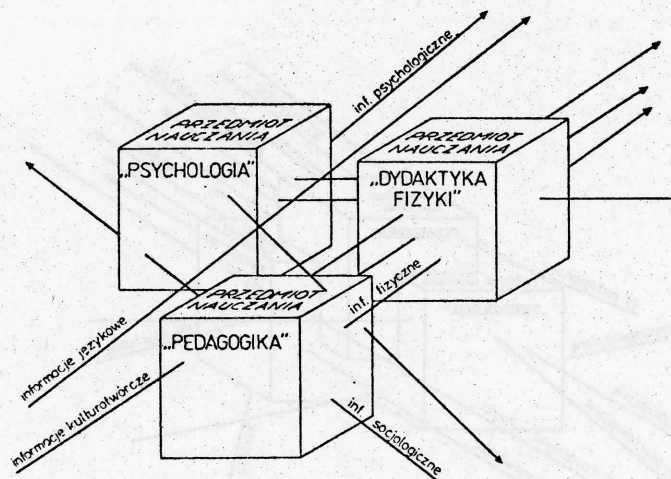 inf. psychologiczne
PRZEDMIOT
NAUCZANIA
„PSYCHOLOGIA"
PRZEDMIOT
NAUCZANIA
„DYDAKTYKA
FIZYKI"
PRZEDMIOT
NAUCZANIA
„PEDAGOGIKA"
inf. fizyczne
informacje językowe
informacje kulturotwórcze
inf. socjologiczne